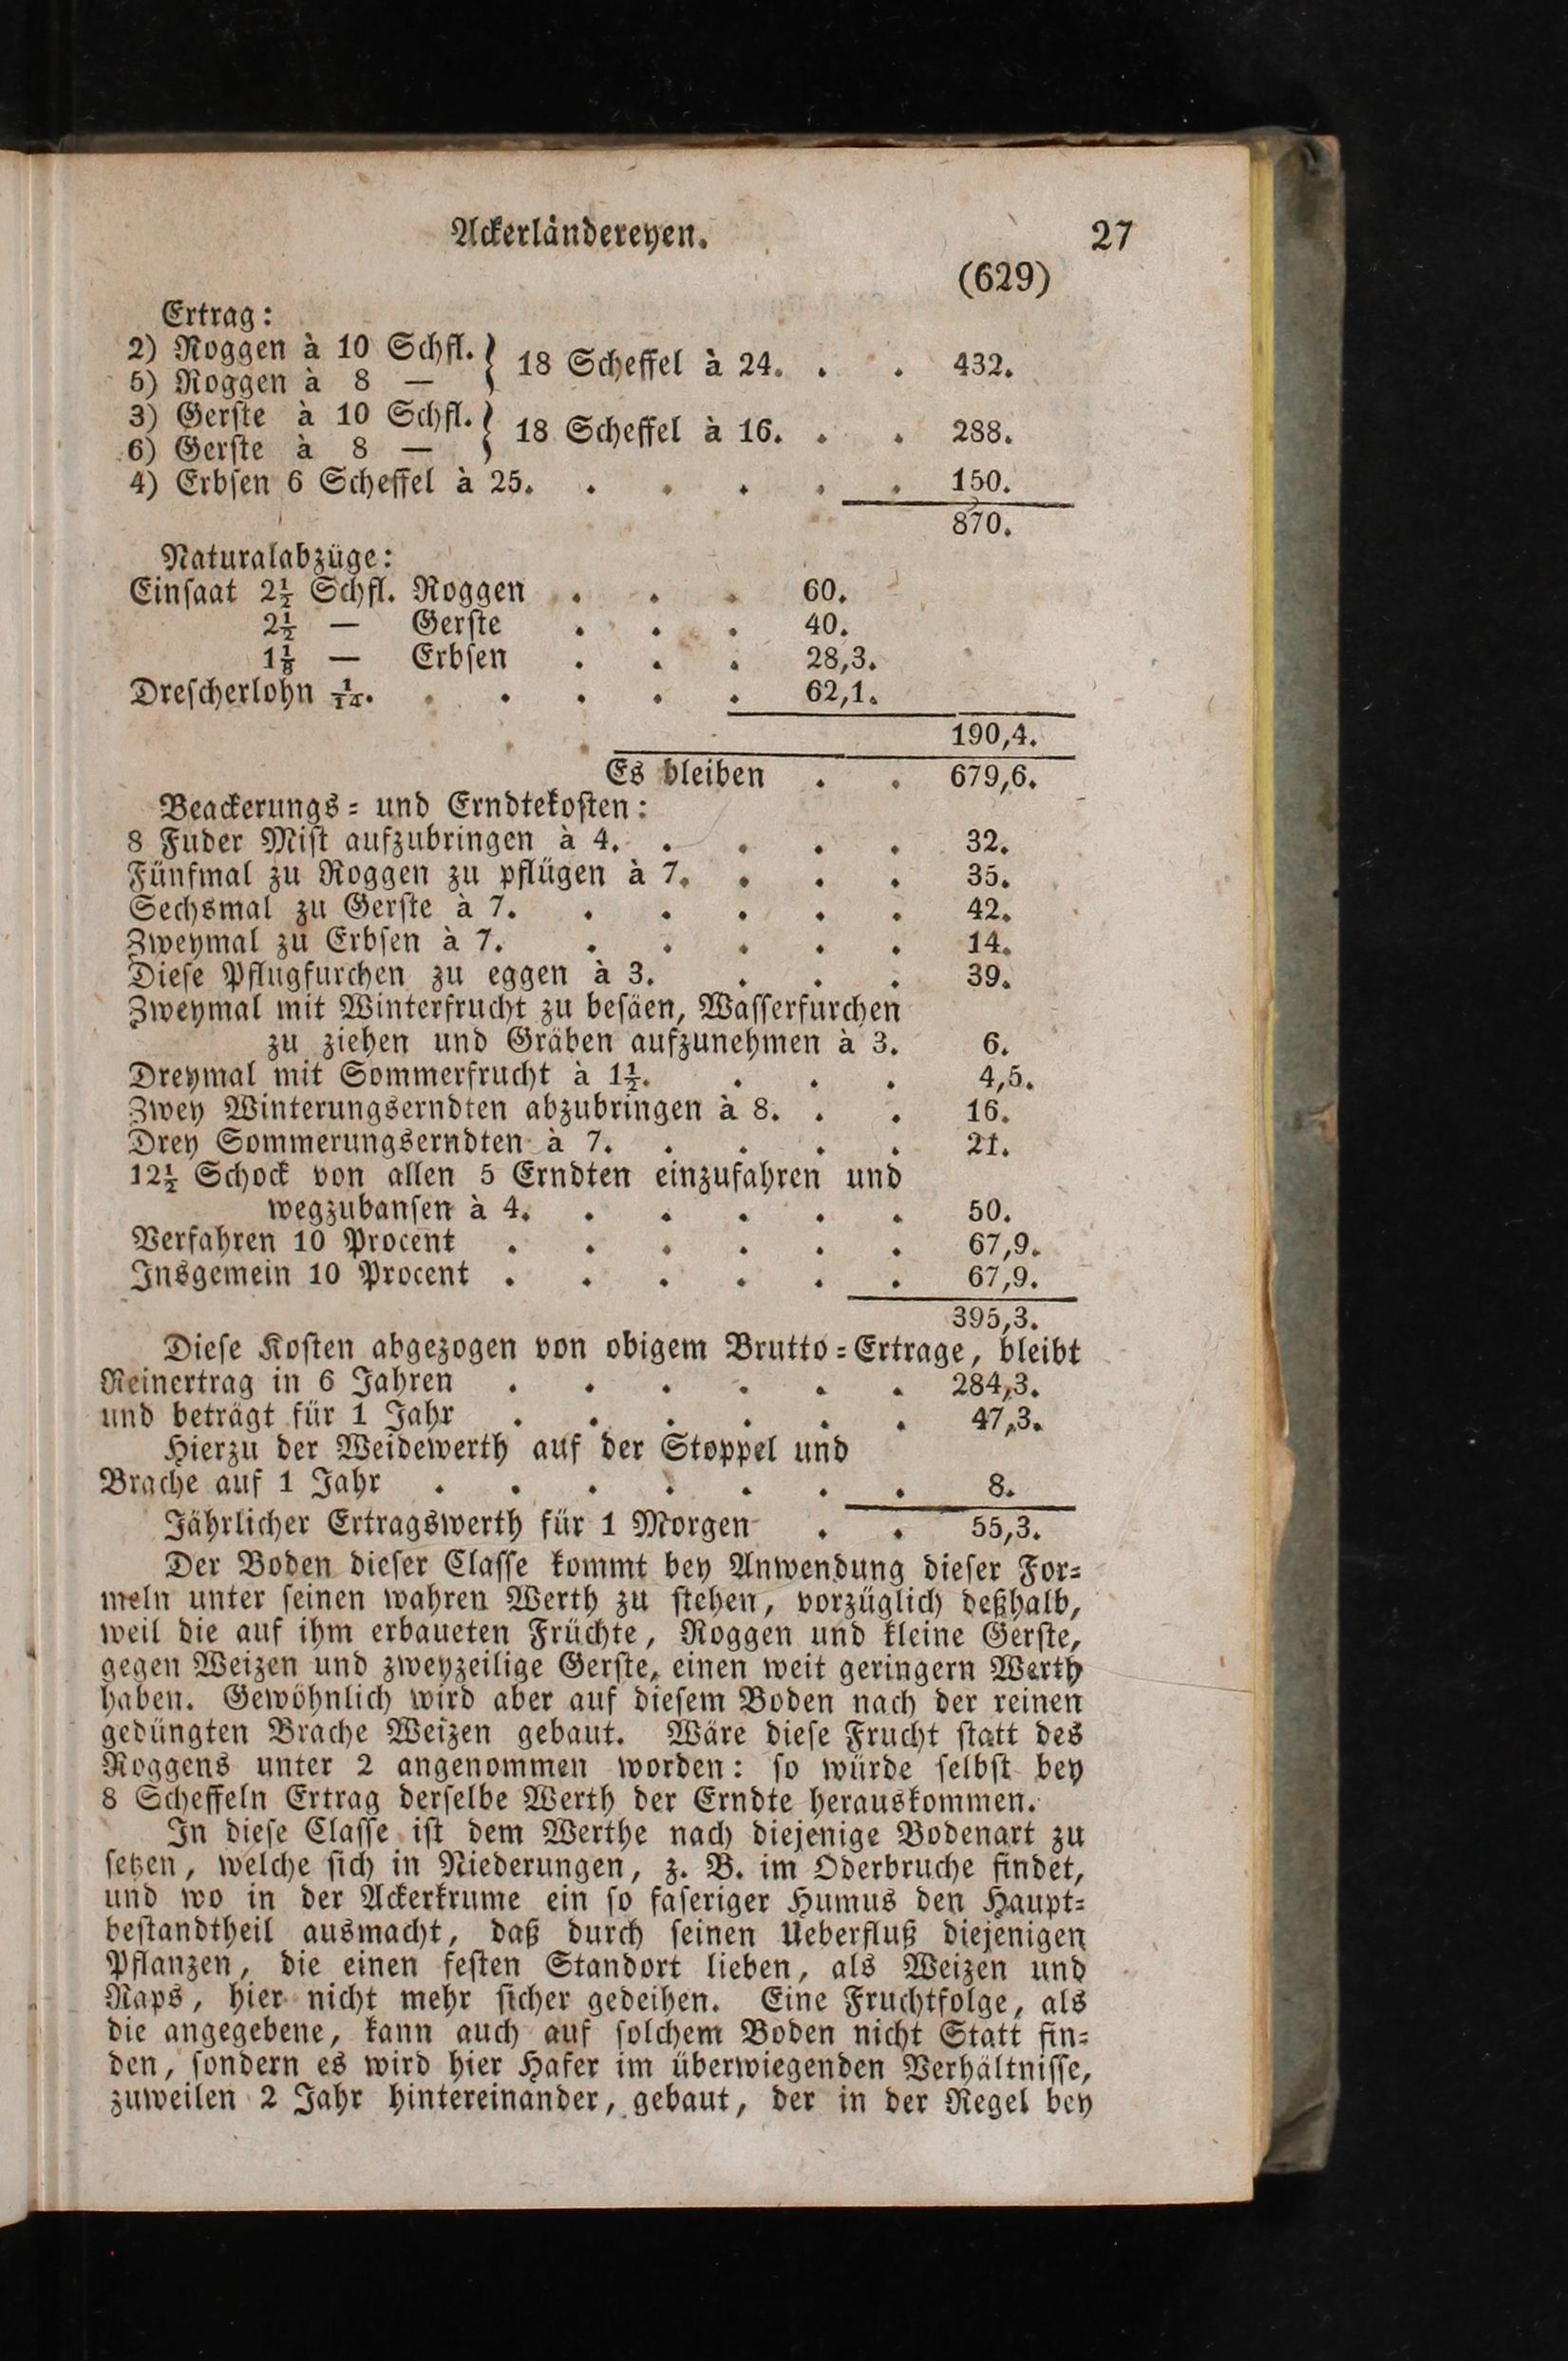 Ackerländereyen. 27
(629)
Ertrag:
2) Roggen à 10 Schfl. } 18 Scheffel à 24. . . 432.
5) Roggen à 8 —
3) Gerſte à 10 Schfl. } 18 Scheffel à 16. . . 288.
6) Gerſte à 8 —
4) Erbſen 6 Scheffel à 25. . . . . . 150.
870.
Naturalabzüge:
Einſaat 2½ Schfl. Roggen . . . 60.
2½ — Gerſte . . . 40.
1⅛ — Erbſen . . . 28,3.
Dreſcherlohn 1/14. . . . . . 62,1.
190,4.
Es bleiben . . 679,6.
Beackerungs= und Erndtekoſten:
8 Fuder Miſt aufzubringen à 4. . . . . 32.
Fünfmal zu Roggen zu pflügen à 7. . . . 35.
Sechsmal zu Gerſte à 7. . . . . . 42.
Zweymal zu Erbſen à 7. . . . . . 14.
Dieſe Pflugfurchen zu eggen à 3. . . . 39.
Zweymal mit Winterfrucht zu beſäen, Waſſerfurchen
zu ziehen und Gräben aufzunehmen à 3. 6.
Dreymal mit Sommerfrucht à 1½. . . . 4,5.
Zwey Winterungserndten abzubringen à 8. . . 16.
Drey Sommerungserndten à 7. . . . . 21.
12½ Schock von allen 5 Erndten einzufahren und
wegzubanſen à 4. . . . . . 50.
Verfahren 10 Procent . . . . . . 67,9.
Insgemein 10 Procent . . . . . . 67,9.
395,3.
Dieſe Koſten abgezogen von obigem Brutto=Ertrage, bleibt
Reinertrag in 6 Jahren . . . . . . 284,3.
und beträgt für 1 Jahr . . . . . . 47,3.
Hierzu der Weidewerth auf der Stoppel und
Brache auf 1 Jahr . . . . . . . 8.
Jährlicher Ertragswerth für 1 Morgen . . 55,3.
Der Boden dieſer Claſſe kommt bey Anwendung dieſer For=
meln unter ſeinen wahren Werth zu ſtehen, vorzüglich deßhalb,
weil die auf ihm erbaueten Früchte, Roggen und kleine Gerſte,
gegen Weizen und zweyzeilige Gerſte, einen weit geringern Werth
haben. Gewöhnlich wird aber auf dieſem Boden nach der reinen
gedüngten Brache Weizen gebaut. Wäre dieſe Frucht ſtatt des
Roggens unter 2 angenommen worden: ſo würde ſelbſt bey
8 Scheffeln Ertrag derſelbe Werth der Erndte herauskommen.
In dieſe Claſſe iſt dem Werthe nach diejenige Bodenart zu
ſetzen, welche ſich in Niederungen, z. B. im Oderbruche findet,
und wo in der Ackerkrume ein ſo faſeriger Humus den Haupt=
beſtandtheil ausmacht, daß durch ſeinen Ueberfluß diejenigen
Pflanzen, die einen feſten Standort lieben, als Weizen und
Raps, hier nicht mehr ſicher gedeihen. Eine Fruchtfolge, als
die angegebene, kann auch auf ſolchem Boden nicht Statt fin=
den, ſondern es wird hier Hafer im überwiegenden Verhältniſſe,
zuweilen 2 Jahr hintereinander, gebaut, der in der Regel bey